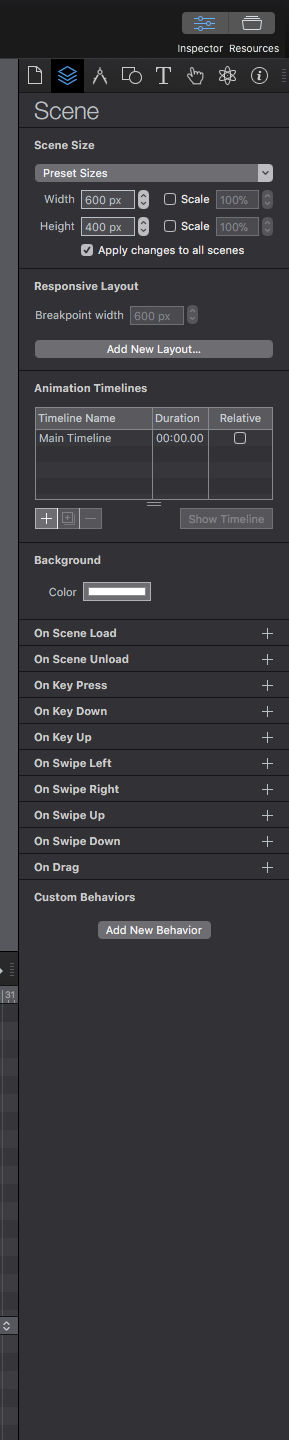 Inspector Resources
Scene
Scene Size
Preset Sizes
Width 600 px Scale 100%
Height 400 px Scale 100%
Apply changes to all scenes
Responsive Layout
Breakpoint width 600 px
Add New Layout...
Animation Timelines
Timeline Name Duration Relative
Main Timeline 00:00.00
Show Timeline
Background
Color
On Scene Load
On Scene Unload
On Key Press
On Key Down
On Key Up
On Swipe Left
On Swipe Right
On Swipe Up
On Swipe Down
On Drag
Custom Behaviors
Add New Behavior
31